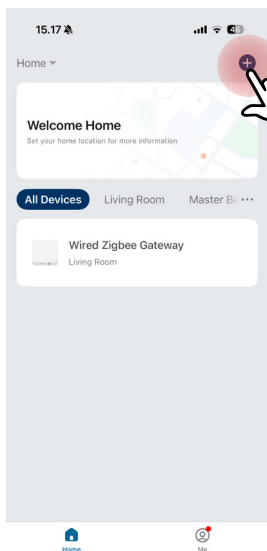 15.17
46
Home
Welcome Home
Set your home location for more information
All Devices Living Room Master B
Wired Zigbee Gateway
Living Room
Home Me